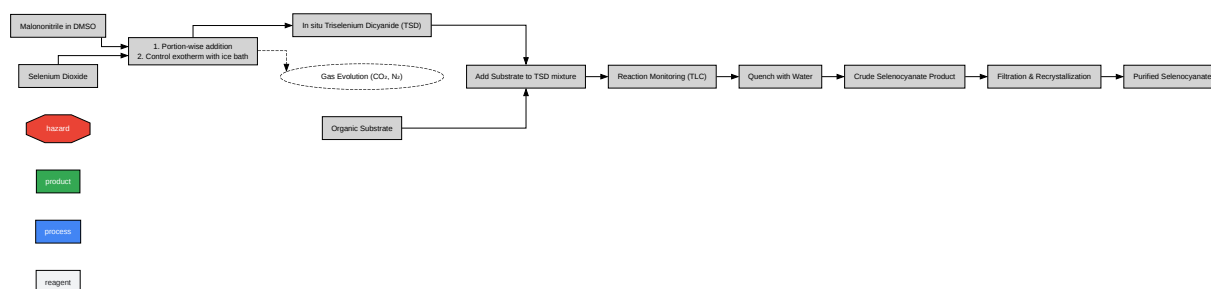 Malononitrile in DMSO
Selenium Dioxide
1. Portion-wise addition
2. Control exotherm with ice bath
In situ Triselenium Dicyanide (TSD)
Gas Evolution (CO₂, N₂)
Organic Substrate
Add Substrate to TSD mixture
Reaction Monitoring (TLC)
Quench with Water
Crude Selenocyanate Product
Filtration & Recrystallization
Purified Selenocyanate
hazard
product
process
reagent